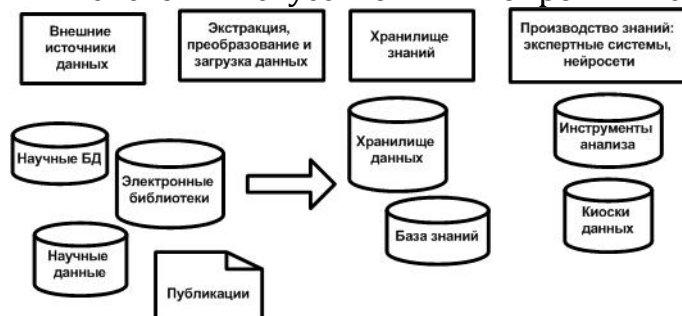 Внешние
источники
данных
Экстракция,
преобразование и
загрузка данных
Хранилище
знаний
Производство знаний:
экспертные системы,
нейросети
Научные БД
Электронные
библиотеки
Научные
данные
Публикации
Хранилище
данных
База знаний
Инструменты
анализа
Киоски
данных